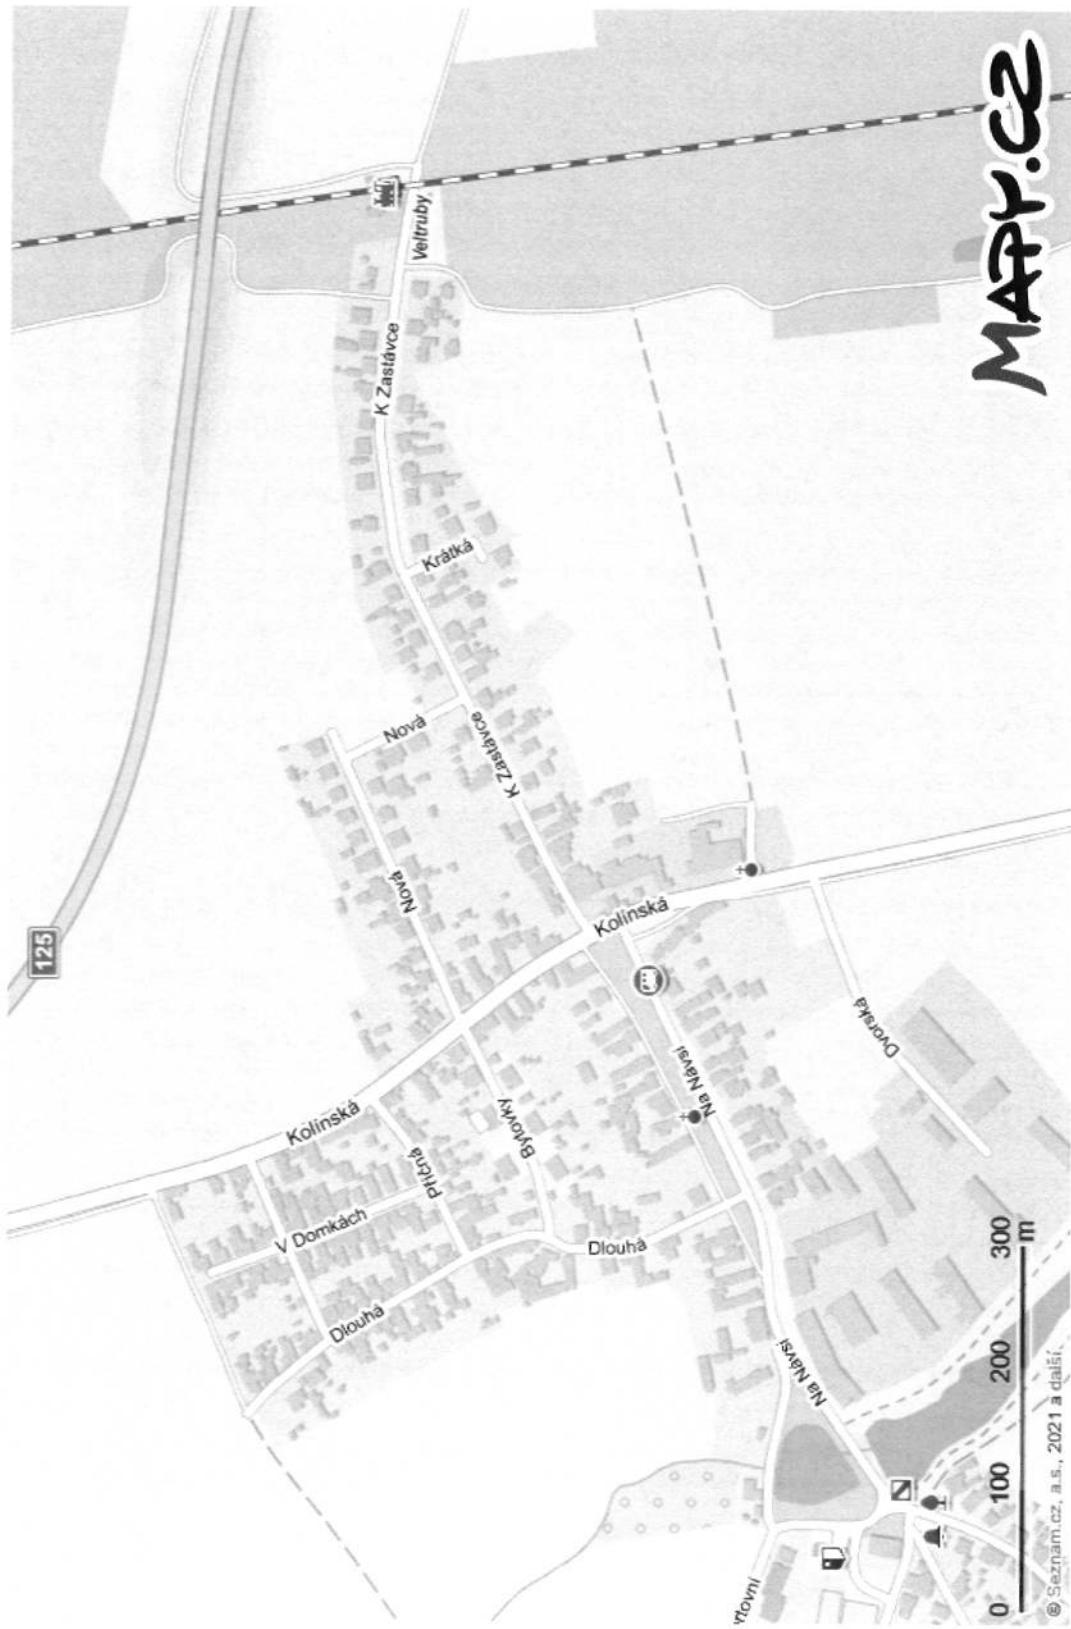 MAPY.CZ
125
Veltruby
K Zastávce
Krátká
Nová
K Zastávce
Nová
Kolínská
Dvorská
Na Návsi
Bytovky
Kolínská
Příčná
V Domkách
Dlouhá
Dlouhá
Na Návsi
0 100 200 300
m
© Seznam.cz, a.s., 2021 a další